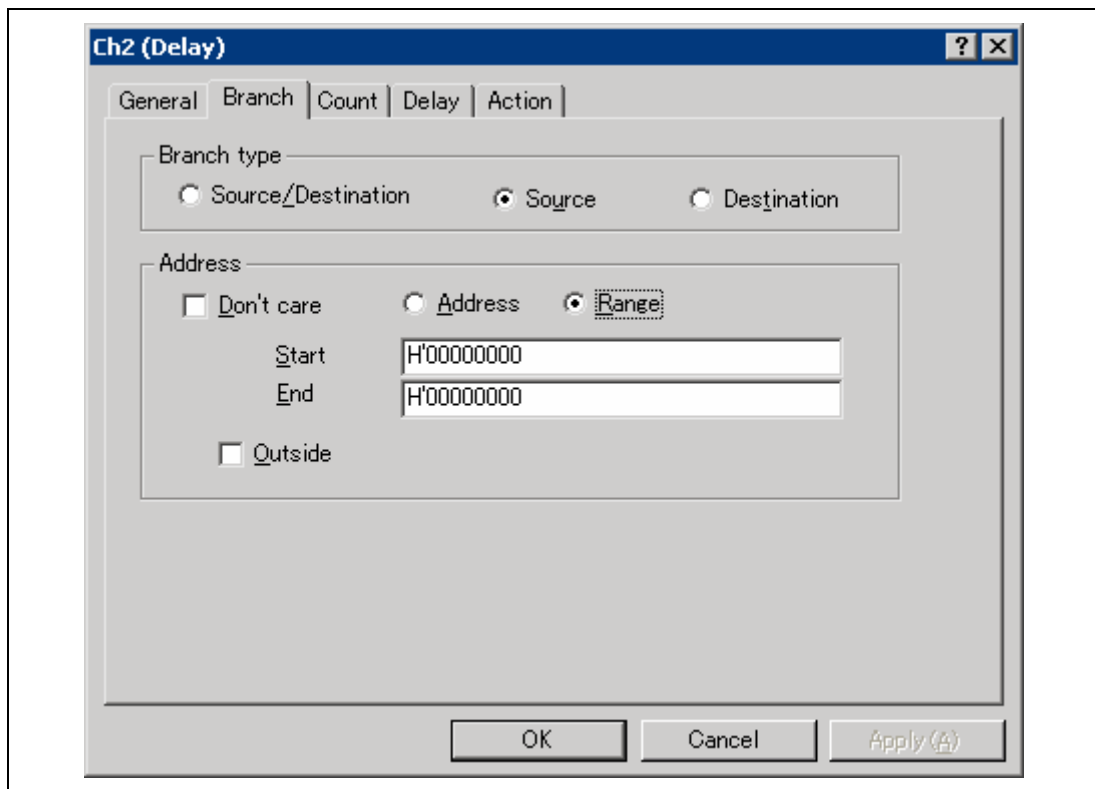 Ch2 (Delay)
General Branch Count Delay Action
Branch type
Source/Destination Source Destination
Address
Don't care Address Range
Start H'00000000
End H'00000000
Outside
OK Cancel Apply (A)